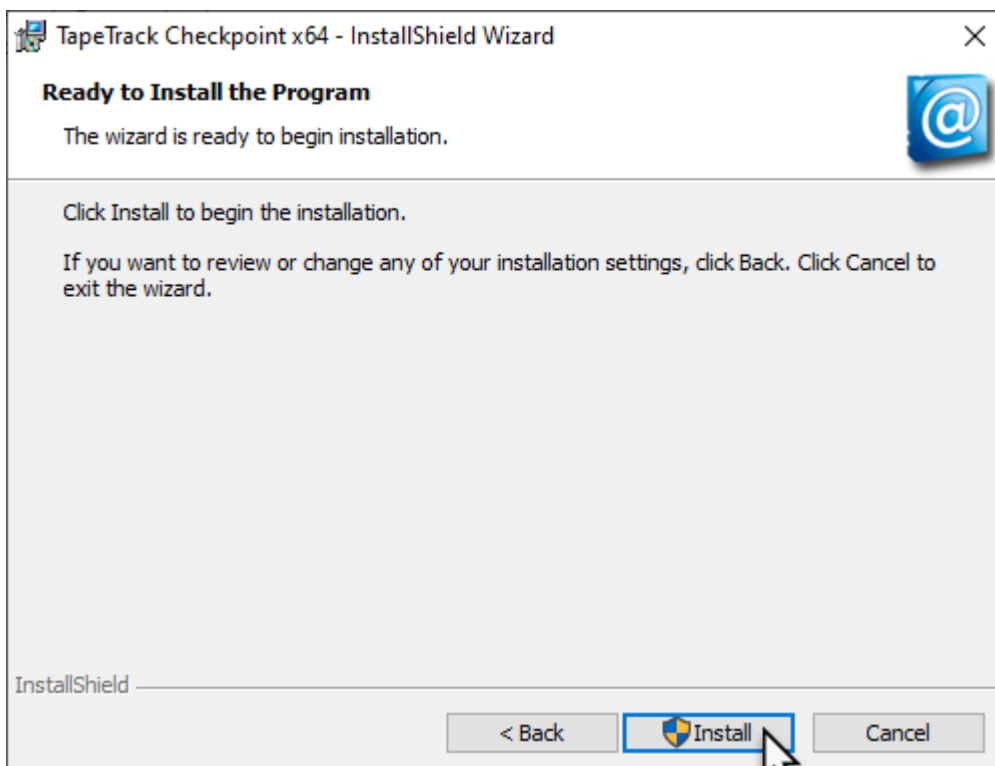 TapeTrack Checkpoint x64 - InstallShield Wizard
Ready to Install the Program
The wizard is ready to begin installation.
@
Click Install to begin the installation.
If you want to review or change any of your installation settings, click Back. Click Cancel to
exit the wizard.
InstallShield
< Back
Install
Cancel